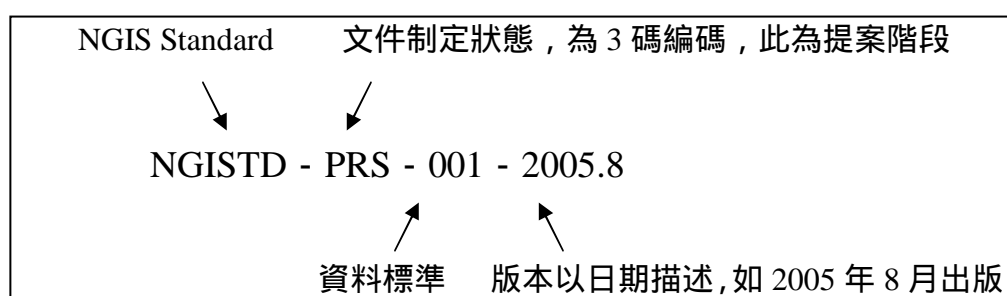 NGIS Standard 文件制定狀態，為 3 碼編碼，此為提案階段
NGISTD - PRS - 001 - 2005.8
資料標準 版本以日期描述，如 2005 年 8 月出版